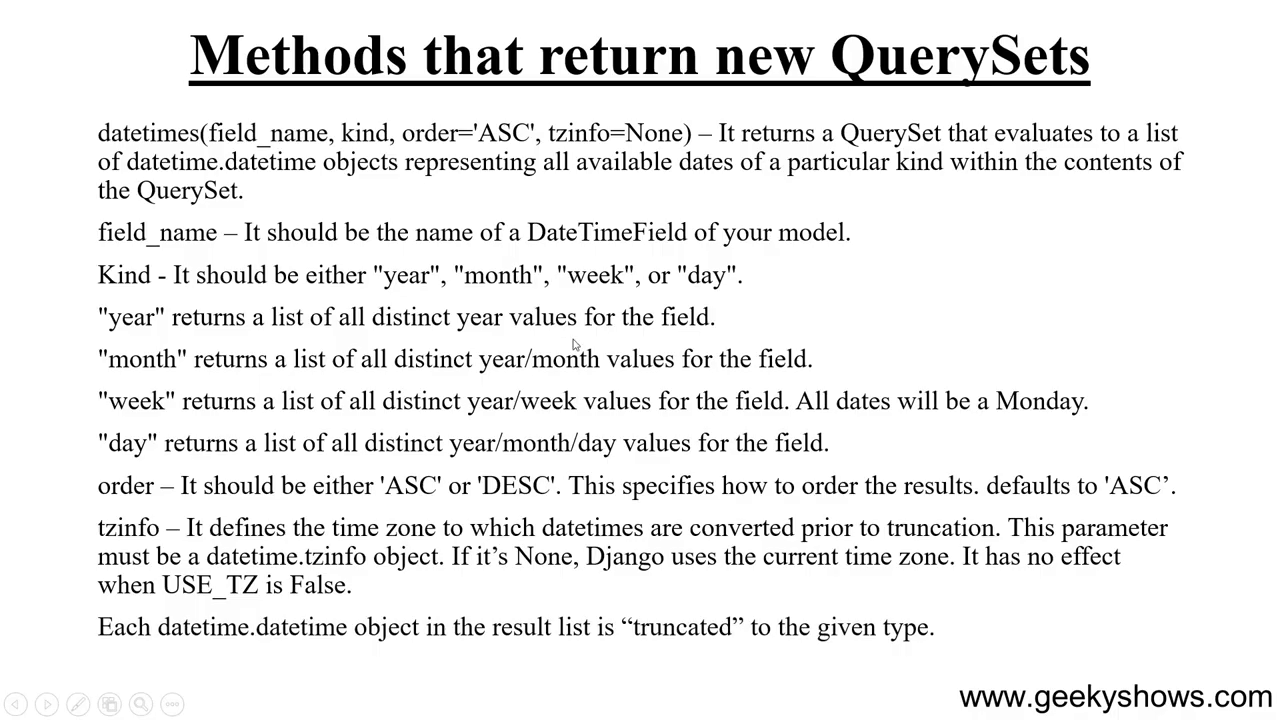 Methods that return new QuerySets
datetimes(field_name, kind, order='ASC', tzinfo=None) – It returns a QuerySet that evaluates to a list
of datetime.datetime objects representing all available dates of a particular kind within the contents of
the QuerySet.
field_name – It should be the name of a DateTimeField of your model.
Kind - It should be either "year", "month", "week", or "day".
"year" returns a list of all distinct year values for the field.
"month" returns a list of all distinct year/month values for the field.
"week" returns a list of all distinct year/week values for the field. All dates will be a Monday.
"day" returns a list of all distinct year/month/day values for the field.
order – It should be either 'ASC' or 'DESC'. This specifies how to order the results. defaults to 'ASC’.
tzinfo – It defines the time zone to which datetimes are converted prior to truncation. This parameter
must be a datetime.tzinfo object. If it’s None, Django uses the current time zone. It has no effect
when USE_TZ is False.
Each datetime.datetime object in the result list is “truncated” to the given type.
www.geekyshows.com